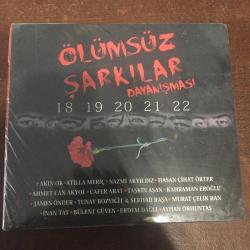 ÖLÜMSÜZ
ŞARKILAR
DAYANIŞMASI
18 19 20 21 22
• AKIN OK • ATİLLA MERİÇ • NAZMİ AKYILDIZ • HASAN CİHAT ÖRTER
• AHMET CAN AKYOL • CAFER ARAT • TAŞKIN ASAN • KAHRAMAN EROĞLU
• JAMES ÖNDER • TUNAY BOZYİĞİT & SERHAD RAŞA • MURAT ÇELİK BAN
• İNAN TAT • BÜLENT GÜVEN • ERDEM DAĞLI • AYHAN ORHUNTAŞ